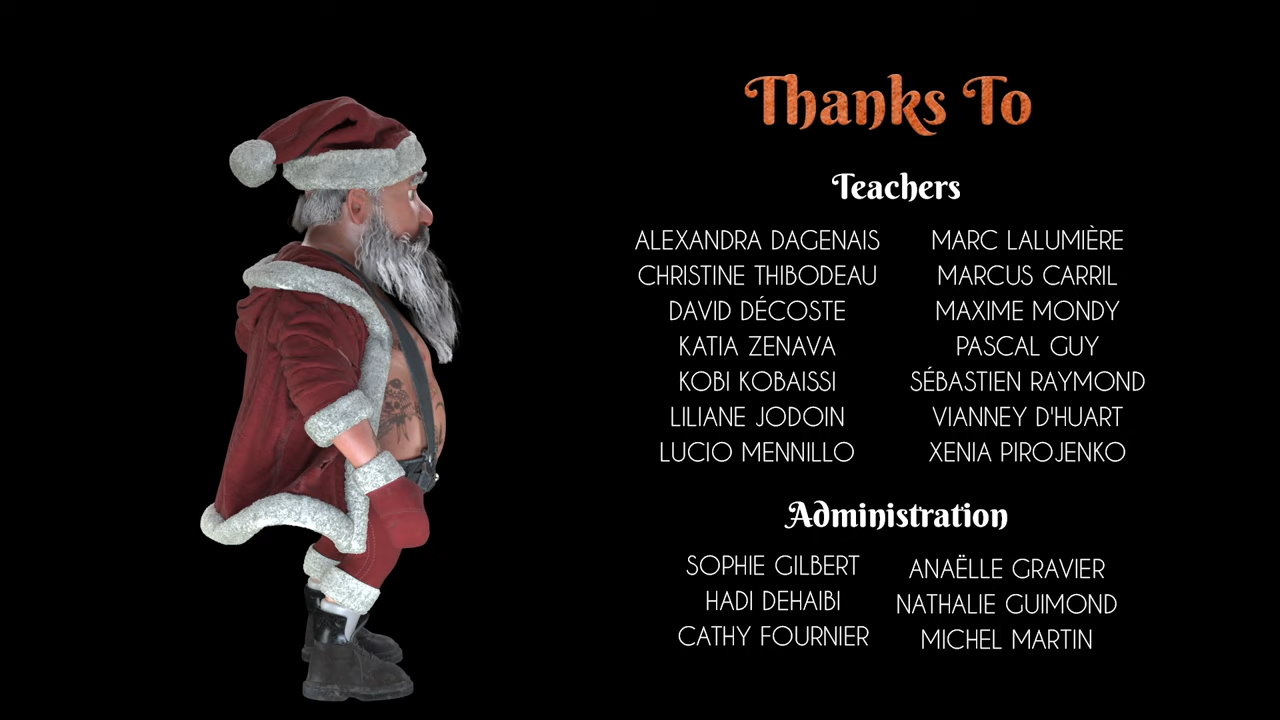 Thanks To
Teachers
ALEXANDRA DAGENAIS
CHRISTINE THIBODEAU
DAVID DÉCOSTE
KATIA ZENAVA
KOBI KOBAISSI
LILIANE JODOIN
LUCIO MENNILLO
MARC LALUMIÈRE
MARCUS CARRIL
MAXIME MONDY
PASCAL GUY
SÉBASTIEN RAYMOND
VIANNEY D'HUART
XENIA PIROJENKO
Administration
SOPHIE GILBERT
HADI DEHAIBI
CATHY FOURNIER
ANAËLLE GRAVIER
NATHALIE GUIMOND
MICHEL MARTIN